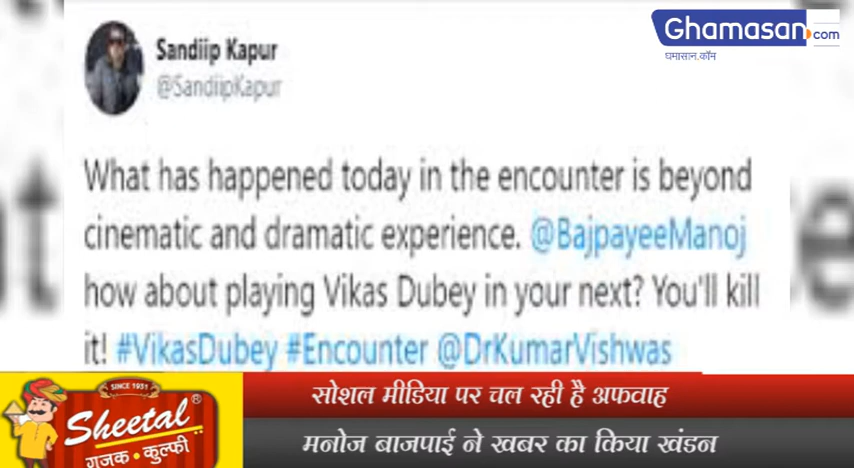 Ghamasan.com
घमासान.कॉम
Sandiip Kapur
@SandiipKapur
What has happened today in the encounter is beyond
cinematic and dramatic experience. @BajpayeeManoj
how about playing Vikas Dubey in your next? You'll kill
it! #VikasDubey #Encounter @DrKumarVishwas
SINCE 1951
Sheetal®
गजक • कुल्फी
सोशल मीडिया पर चल रही है अफवाह
मनोज बाजपाई ने खबर का किया खंडन